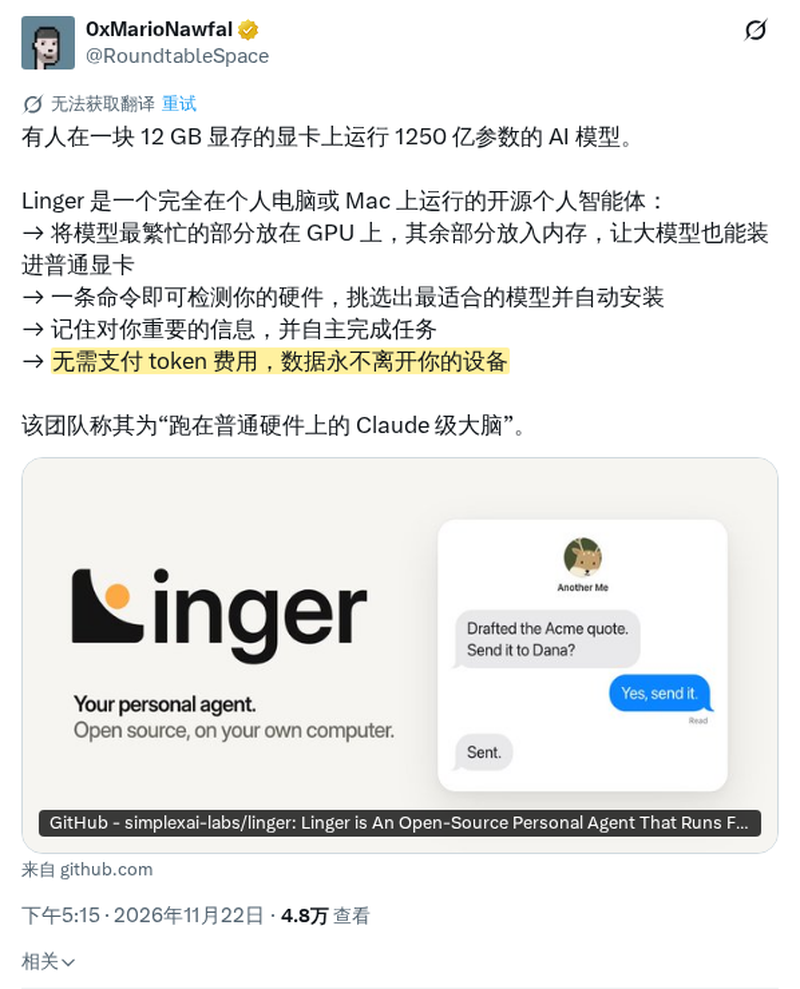 0xMarioNawfal
@RoundtableSpace
无法获取翻译 重试
有人在一块 12 GB 显存的显卡上运行 1250 亿参数的 AI 模型。
Linger 是一个完全在个人电脑或 Mac 上运行的开源个人智能体：
→ 将模型最繁忙的部分放在 GPU 上，其余部分放入内存，让大模型也能装
进普通显卡
→ 一条命令即可检测你的硬件，挑选出最适合的模型并自动安装
→ 记住对你重要的信息，并自主完成任务
→ 无需支付 token 费用，数据永不离开你的设备
该团队称其为“跑在普通硬件上的 Claude 级大脑”。
Linger
Your personal agent.
Open source, on your own computer.
Another Me
Drafted the Acme quote.
Send it to Dana?
Yes, send it.
Read
Sent.
GitHub - simplexai-labs/linger: Linger is An Open-Source Personal Agent That Runs F...
来自 github.com
下午5:15 · 2026年11月22日 · 4.8万 查看
相关